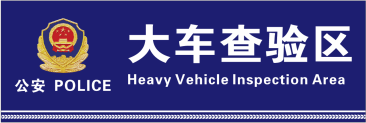 大车查验区
Heavy Vehicle Inspection Area
公安 POLICE